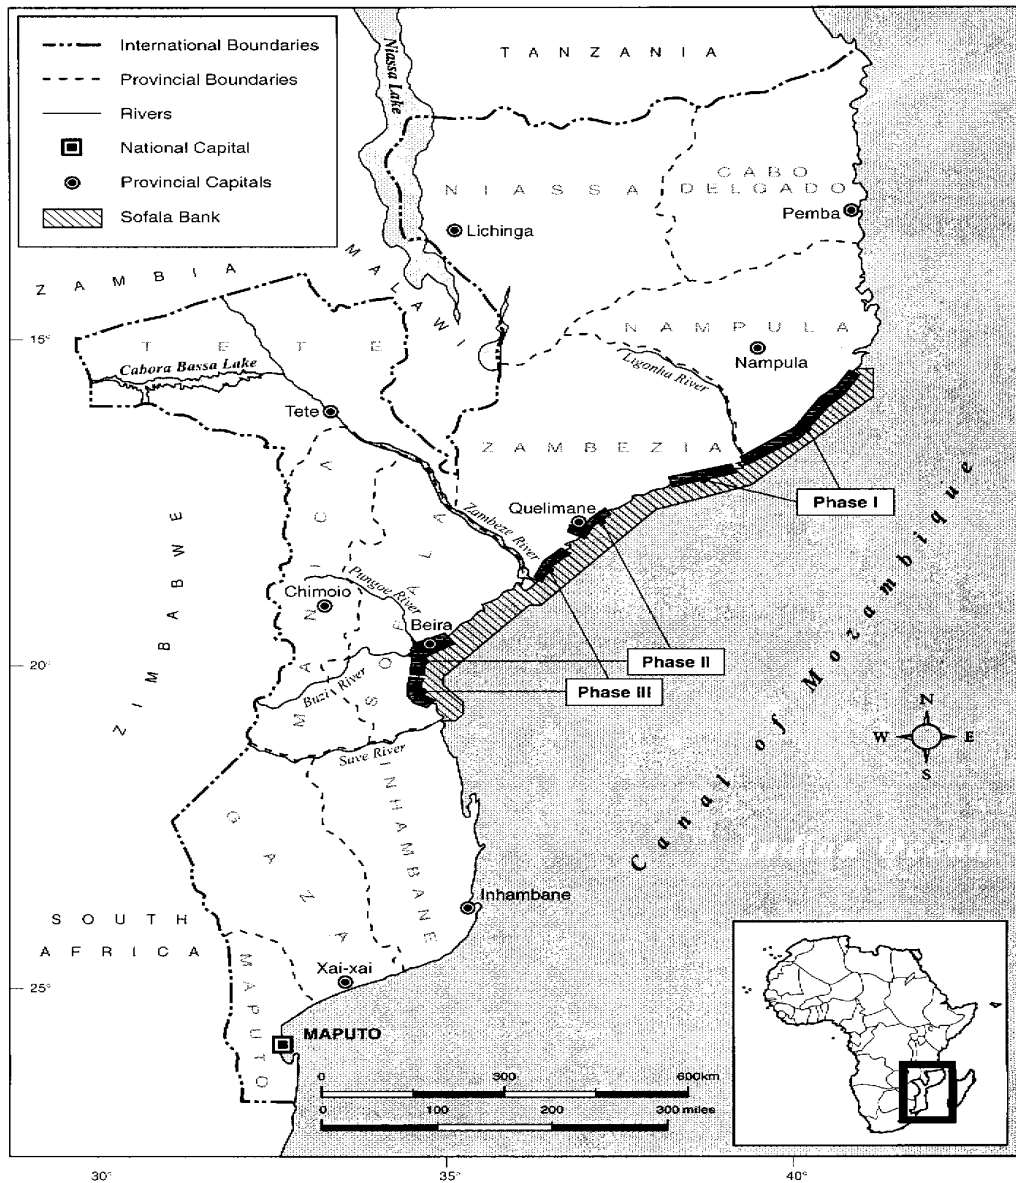 International Boundaries
Provincial Boundaries
Rivers
National Capital
Provincial Capitals
Sofala Bank
Niassa Lake
TANZANIA
NIASSA
CABO
DELGADO
Pemba
Lichinga
ZAMBIA
MALAWI
NAMPULA
Nampula
Ligonha River
15°
TETE
Cabora Bassa Lake
Tete
ZAMBEZIA
Phase I
Quelimane
Zambeze River
ZIMBABWE
MANICA
SOFALA
Pungoe River
Chimoio
Beira
20°
Phase II
Phase III
Buzi River
Save River
Canal of Mozambique
N
W
E
S
Indian Ocean
GAZA
INHAMBANE
Inhambane
SOUTH
AFRICA
Xai-xai
25°
MAPUTO
MAPUTO
0 300 600km
0 100 200 300 miles
30° 35° 40°